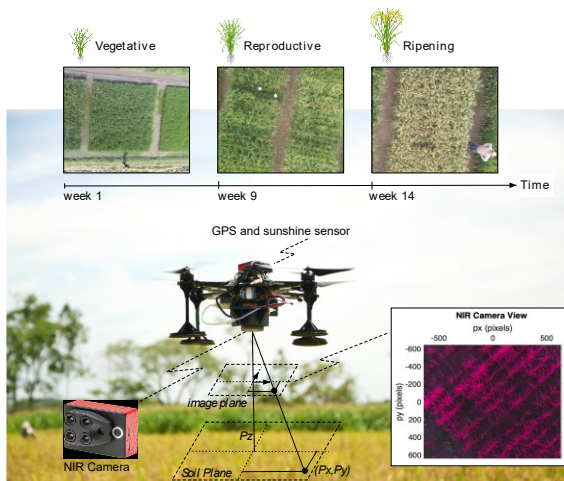 Vegetative
Reproductive
Ripening
Time
week 1
week 9
week 14
GPS and sunshine sensor
NIR Camera View
px (pixels)
-600
0
600
-600
-400
-200
0
200
400
600
py (pixels)
image plane
Pz
(Px,Py)
Soil Plane
NIR Camera